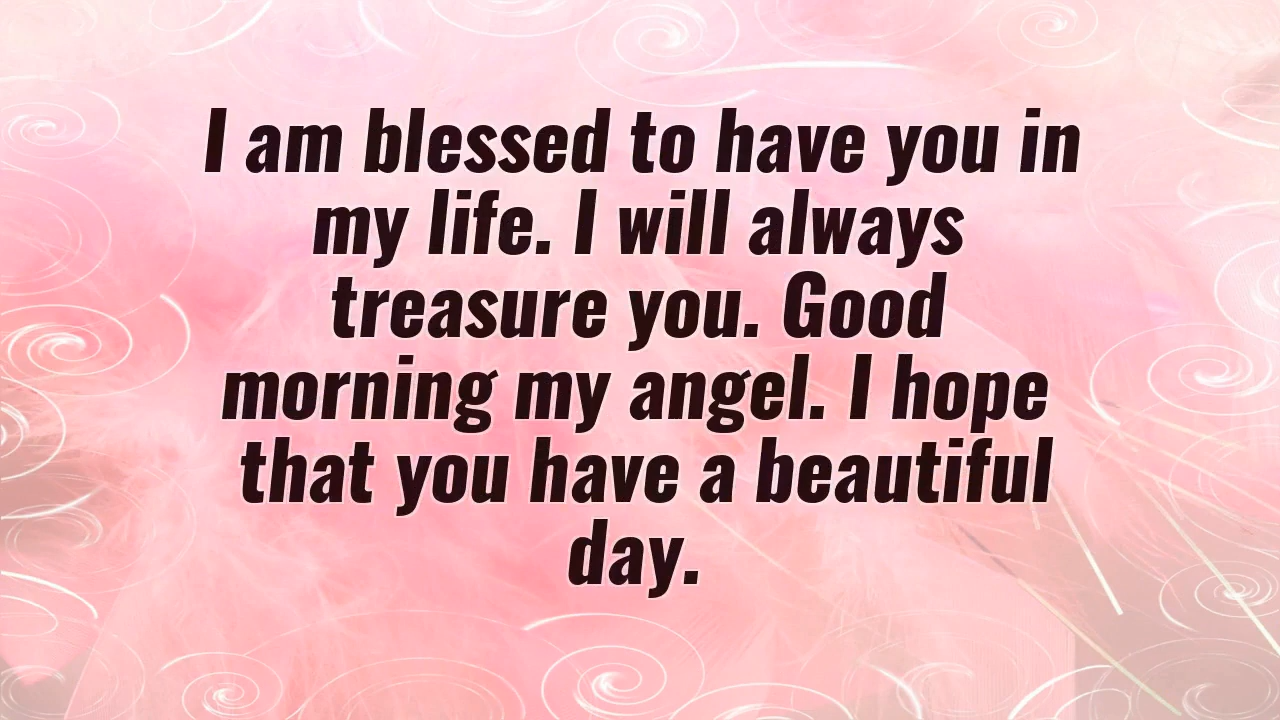 I am blessed to have you in
my life. I will always
treasure you. Good
morning my angel. I hope
that you have a beautiful
day.